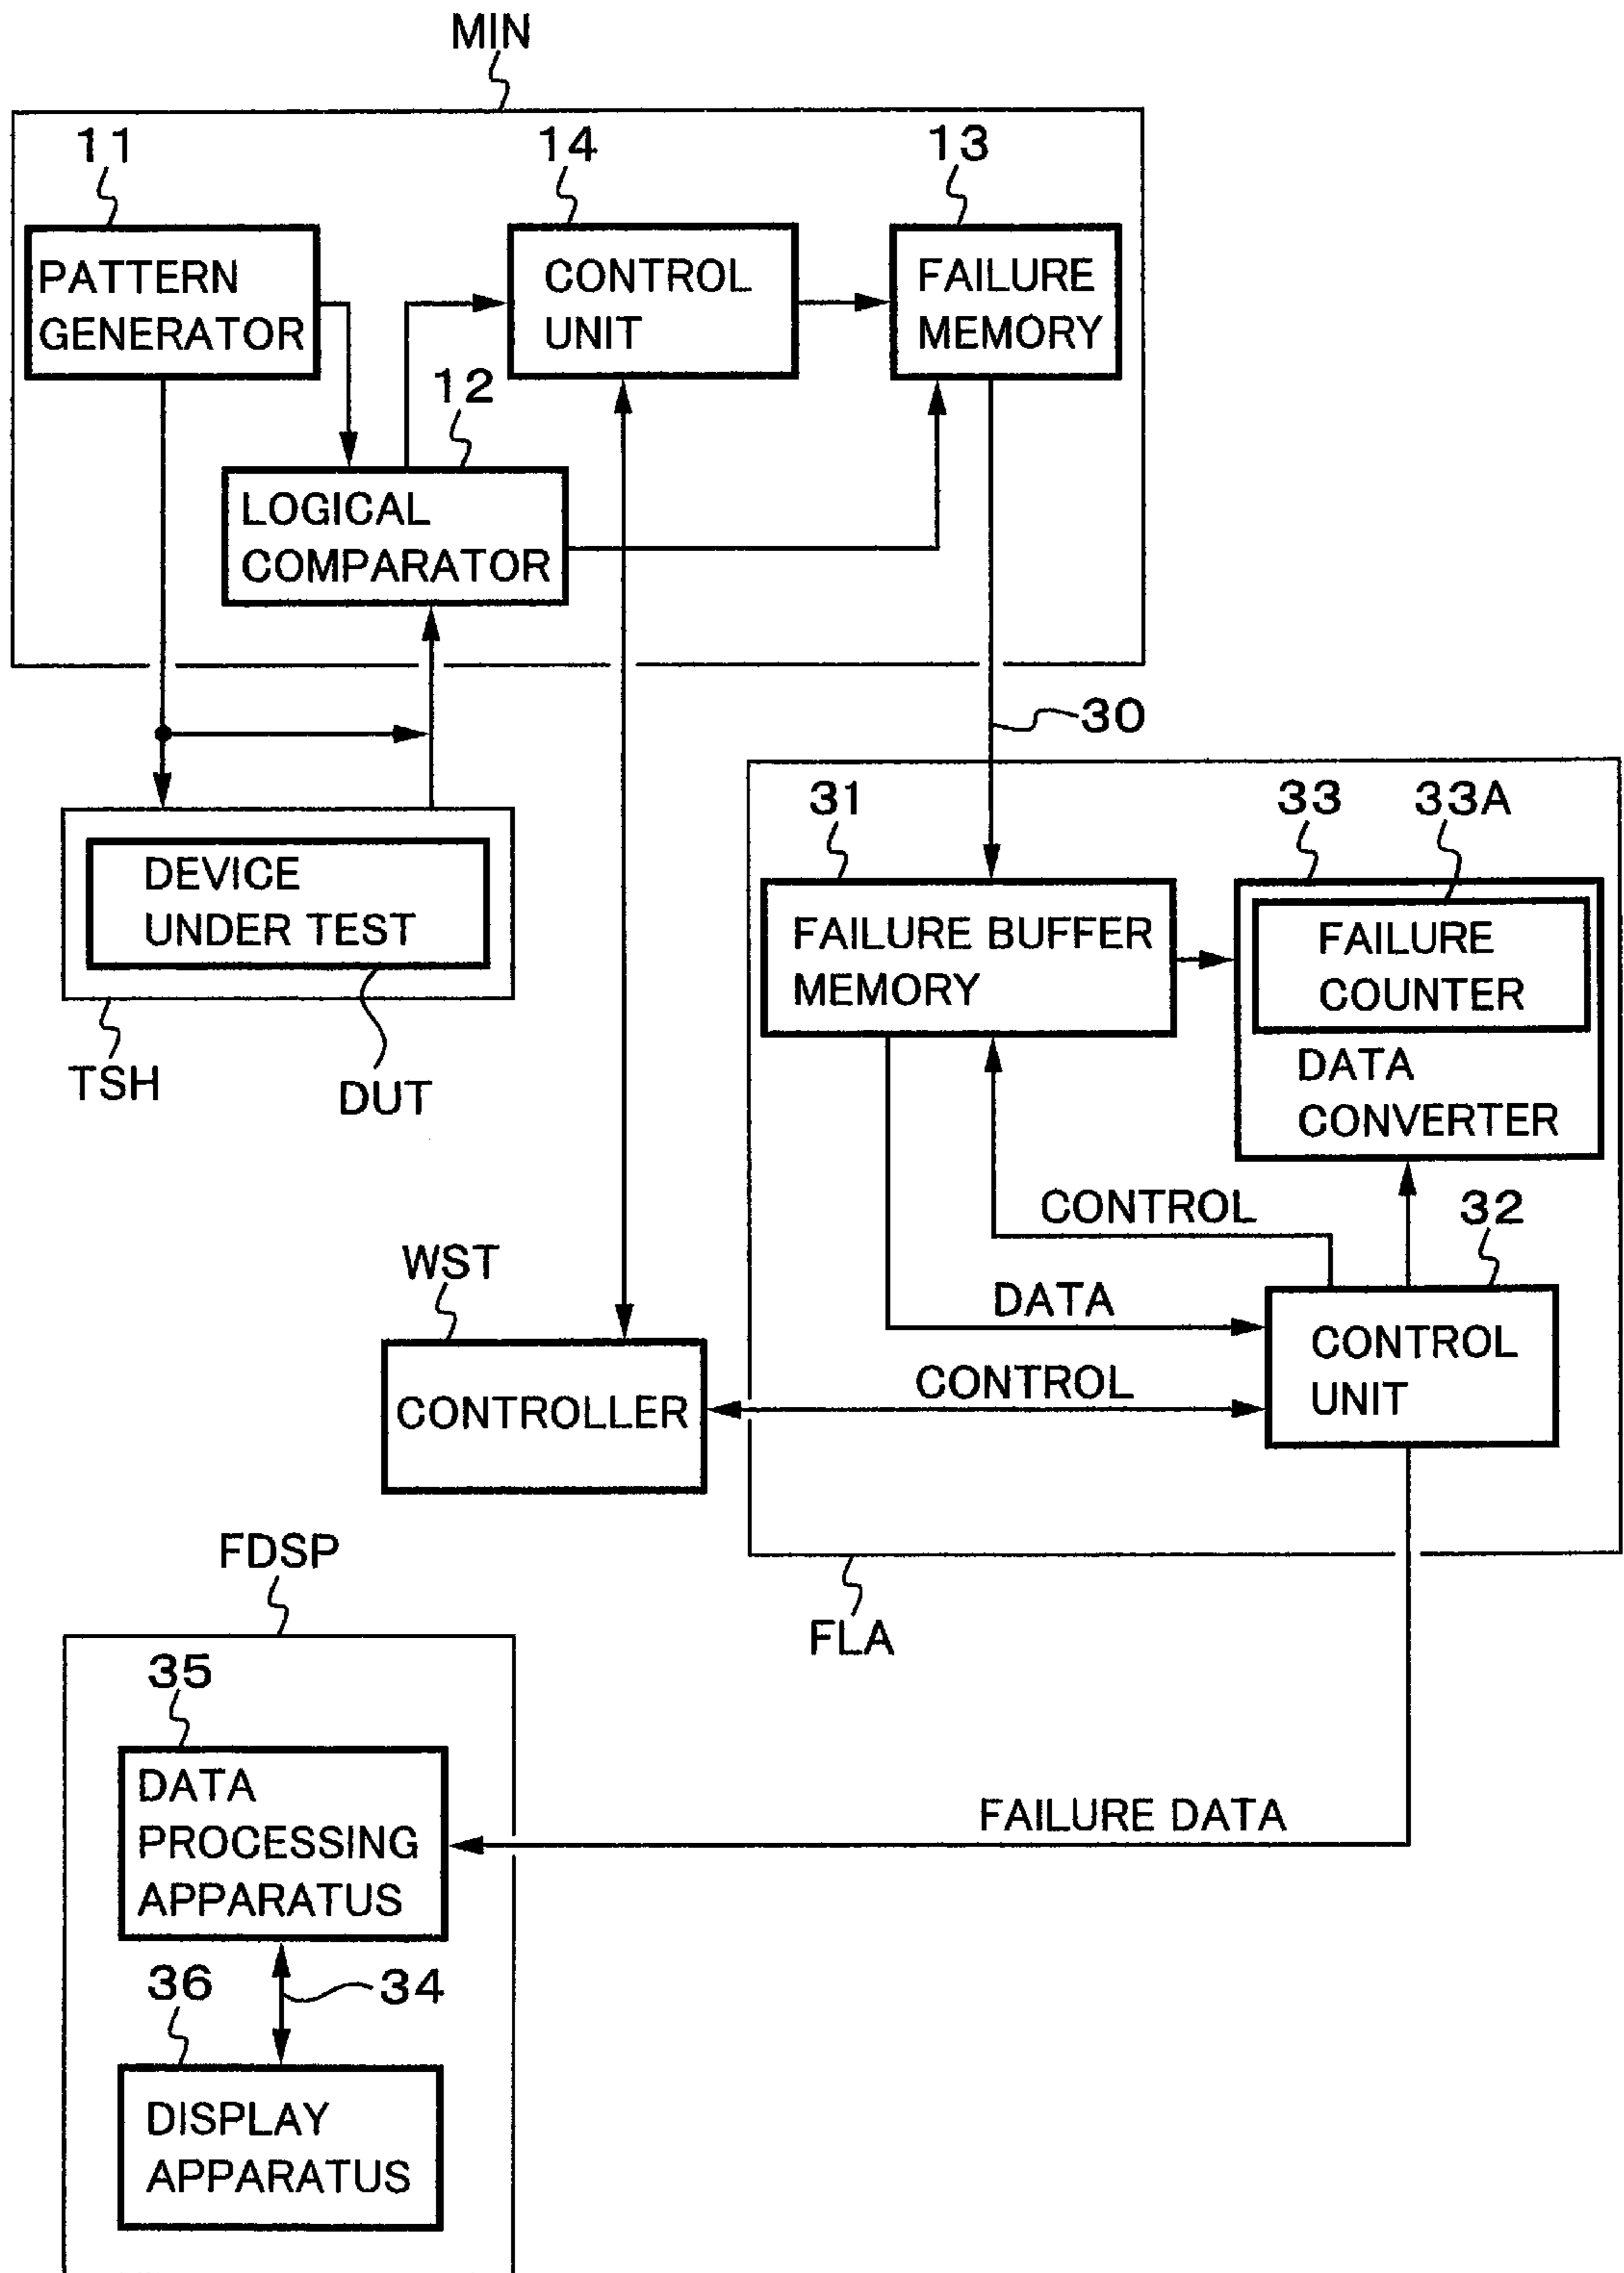 MIN
11
14
13
PATTERN
GENERATOR
CONTROL
UNIT
FAILURE
MEMORY
12
LOGICAL
COMPARATOR
30
DEVICE
UNDER TEST
TSH
DUT
31
33
33A
FAILURE BUFFER
MEMORY
FAILURE
COUNTER
DATA
CONVERTER
CONTROL
32
WST
DATA
CONTROL
UNIT
CONTROL
CONTROLLER
FDSP
FLA
35
DATA
PROCESSING
APPARATUS
FAILURE DATA
36
34
DISPLAY
APPARATUS